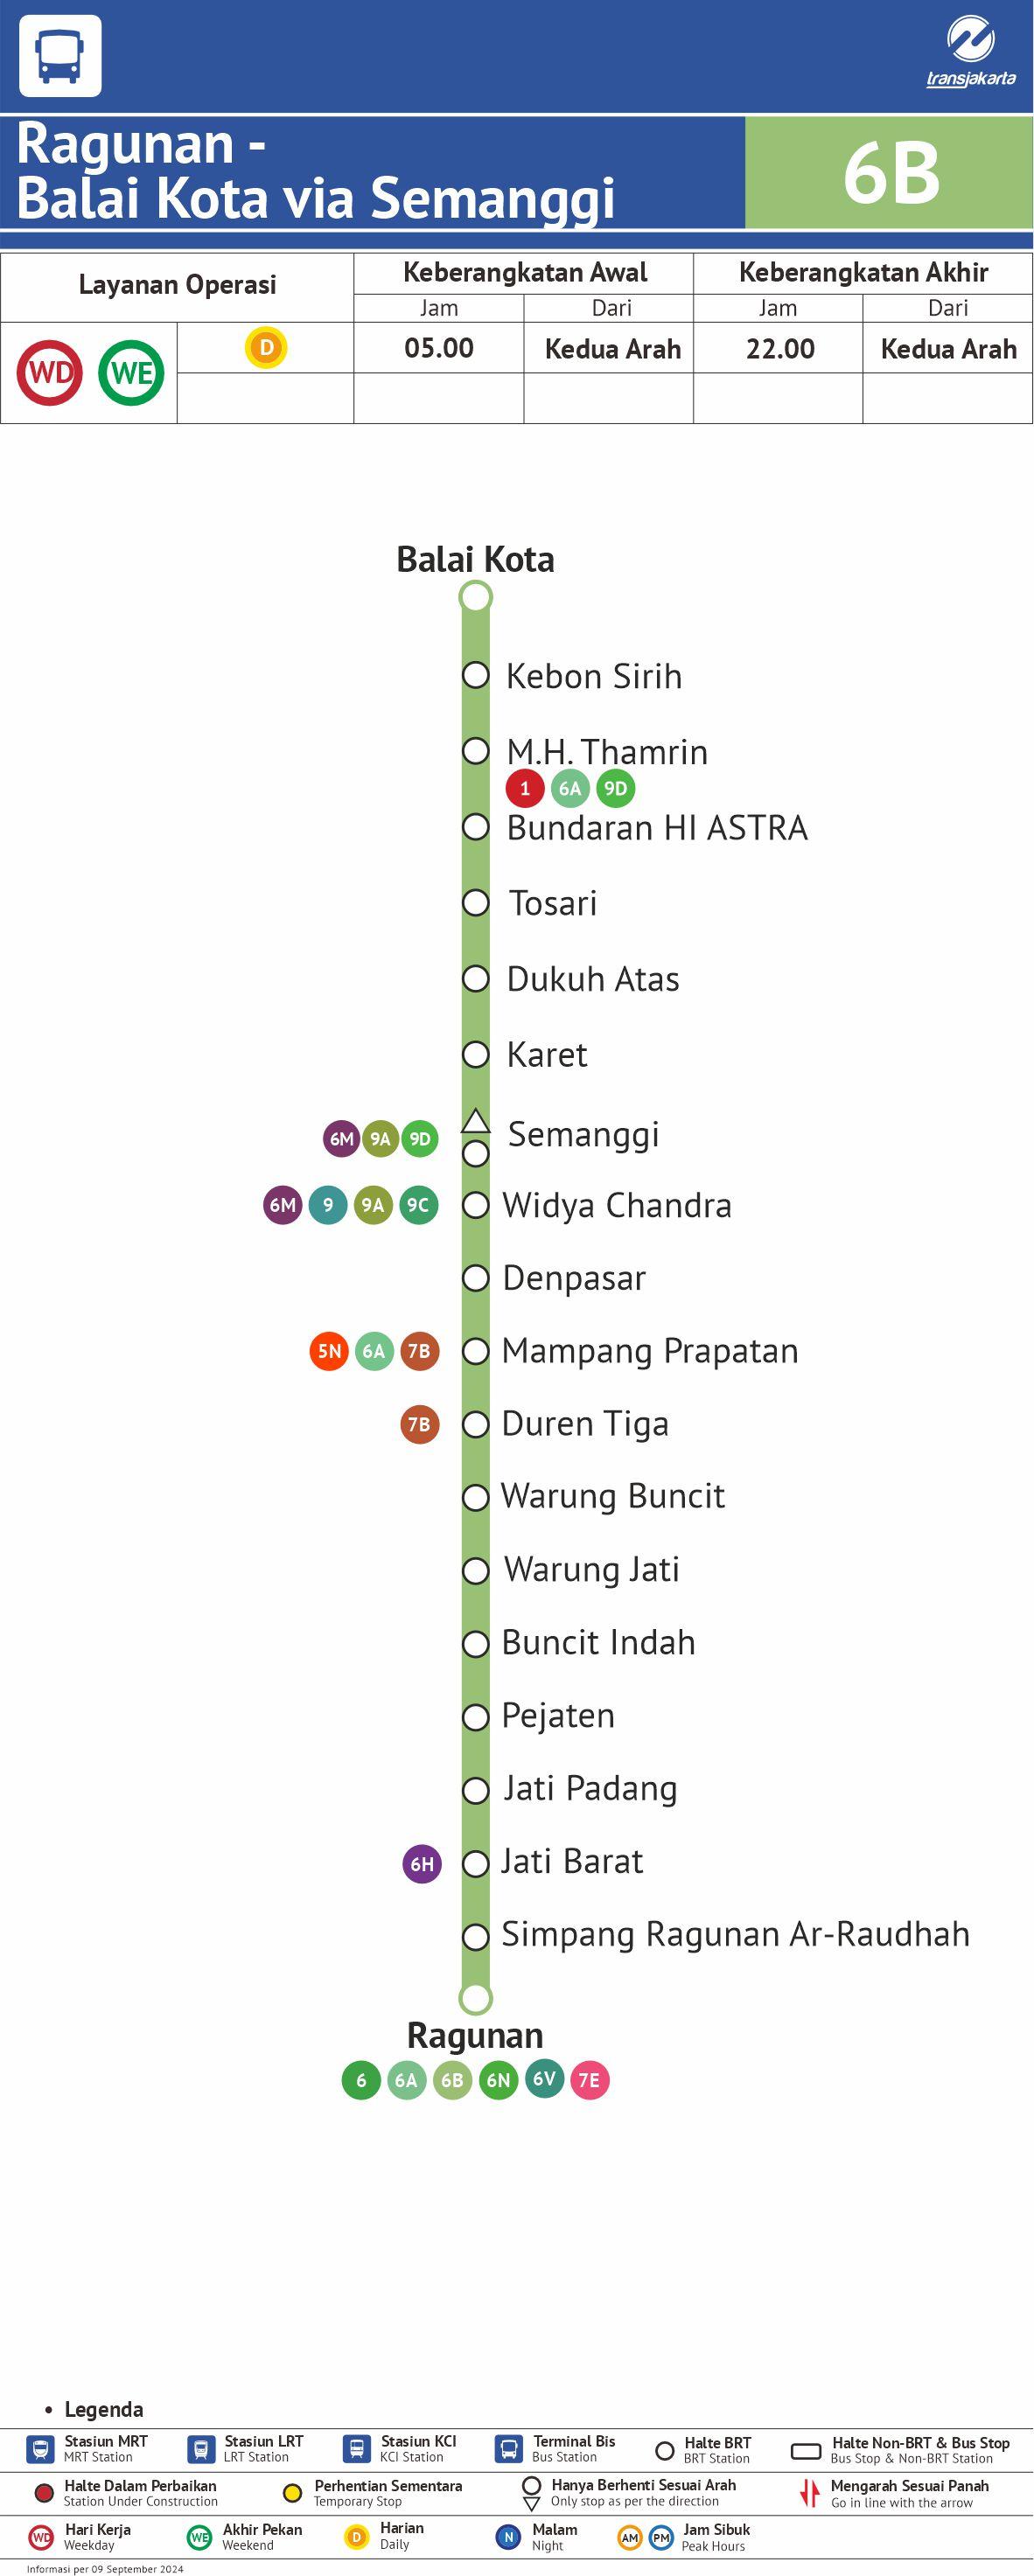 transjakarta
Ragunan -
Balai Kota via Semanggi
6B
Layanan Operasi
Keberangkatan Awal
Keberangkatan Akhir
Jam
Dari
Jam
Dari
WD
WE
D
05.00
Kedua Arah
22.00
Kedua Arah
Balai Kota
Kebon Sirih
M.H. Thamrin
1 6A 9D
Bundaran HI ASTRA
Tosari
Dukuh Atas
Karet
6M 9A 9D
Semanggi
6M 9 9A 9C
Widya Chandra
Denpasar
5N 6A 7B
Mampang Prapatan
7B
Duren Tiga
Warung Buncit
Warung Jati
Buncit Indah
Pejaten
Jati Padang
6H
Jati Barat
Simpang Ragunan Ar-Raudhah
Ragunan
6 6A 6B 6N 6V 7E
• Legenda
Stasiun MRT
MRT Station
Stasiun LRT
LRT Station
Stasiun KCI
KCI Station
Terminal Bis
Bus Station
Halte BRT
BRT Station
Halte Non-BRT & Bus Stop
Bus Stop & Non-BRT Station
Halte Dalam Perbaikan
Station Under Construction
Perhentian Sementara
Temporary Stop
Hanya Berhenti Sesuai Arah
Only stop as per the direction
Mengarah Sesuai Panah
Go in line with the arrow
WD
Hari Kerja
Weekday
WE
Akhir Pekan
Weekend
D
Harian
Daily
N
Malam
Night
AM PM
Jam Sibuk
Peak Hours
Informasi per 09 September 2024